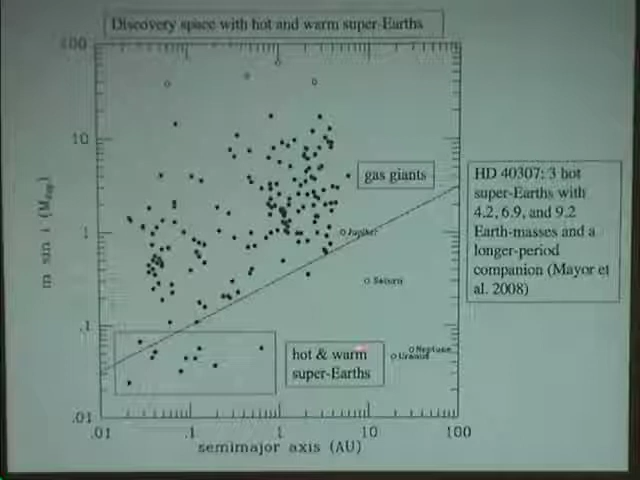 Discovery space with hot and warm super-Earths
100
10
1
.1
.01
m sin i (M
gas giants
Jupiter
Saturn
Neptune
Uranus
hot & warm
super-Earths
HD 40307: 3 hot
super-Earths with
4.2, 6.9, and 9.2
Earth-masses and a
longer-period
companion (Mayor et
al. 2008)
.01
.1
1
10
100
semimajor axis (AU)